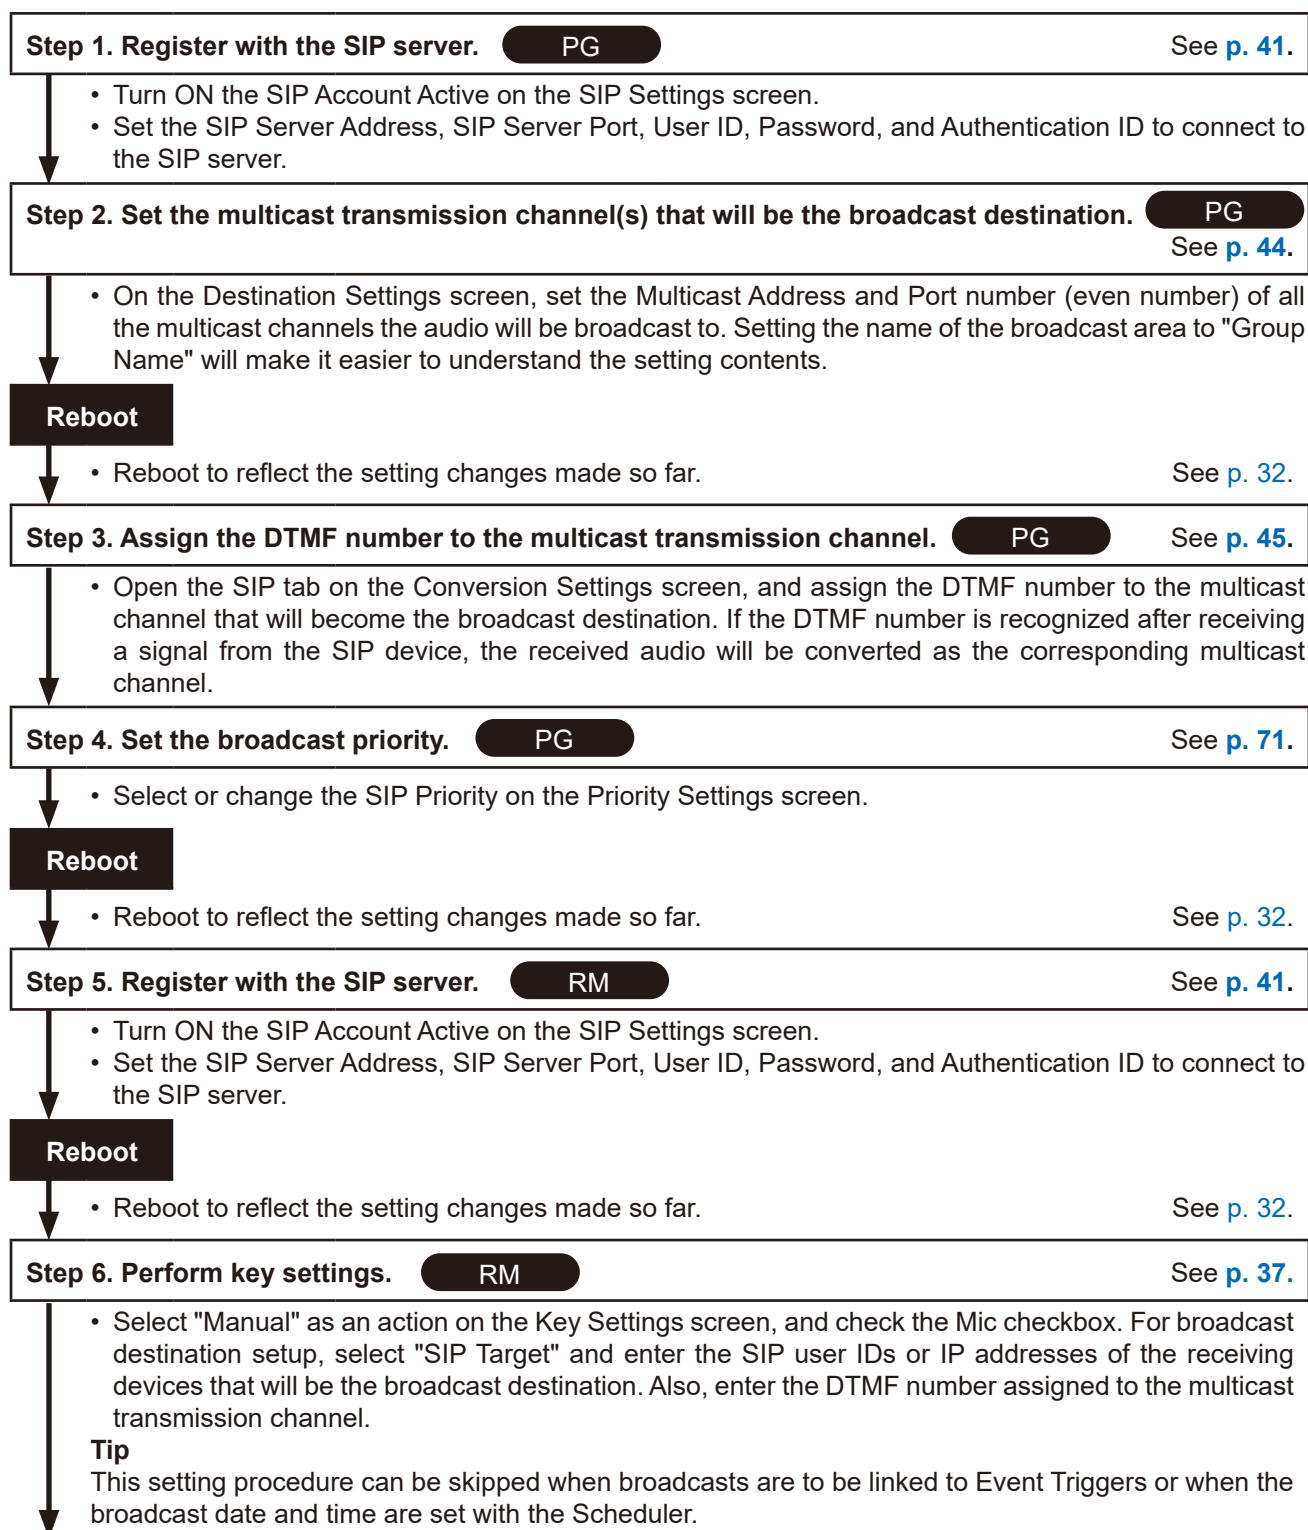 Step 1. Register with the SIP server. PG See p. 41.
• Turn ON the SIP Account Active on the SIP Settings screen.
• Set the SIP Server Address, SIP Server Port, User ID, Password, and Authentication ID to connect to
the SIP server.
Step 2. Set the multicast transmission channel(s) that will be the broadcast destination. PG
See p. 44.
• On the Destination Settings screen, set the Multicast Address and Port number (even number) of all
the multicast channels the audio will be broadcast to. Setting the name of the broadcast area to "Group
Name" will make it easier to understand the setting contents.
Reboot
• Reboot to reflect the setting changes made so far. See p. 32.
Step 3. Assign the DTMF number to the multicast transmission channel. PG See p. 45.
• Open the SIP tab on the Conversion Settings screen, and assign the DTMF number to the multicast
channel that will become the broadcast destination. If the DTMF number is recognized after receiving
a signal from the SIP device, the received audio will be converted as the corresponding multicast
channel.
Step 4. Set the broadcast priority. PG See p. 71.
• Select or change the SIP Priority on the Priority Settings screen.
Reboot
• Reboot to reflect the setting changes made so far. See p. 32.
Step 5. Register with the SIP server. RM See p. 41.
• Turn ON the SIP Account Active on the SIP Settings screen.
• Set the SIP Server Address, SIP Server Port, User ID, Password, and Authentication ID to connect to
the SIP server.
Reboot
• Reboot to reflect the setting changes made so far. See p. 32.
Step 6. Perform key settings. RM See p. 37.
• Select "Manual" as an action on the Key Settings screen, and check the Mic checkbox. For broadcast
destination setup, select "SIP Target" and enter the SIP user IDs or IP addresses of the receiving
devices that will be the broadcast destination. Also, enter the DTMF number assigned to the multicast
transmission channel.
Tip
This setting procedure can be skipped when broadcasts are to be linked to Event Triggers or when the
broadcast date and time are set with the Scheduler.